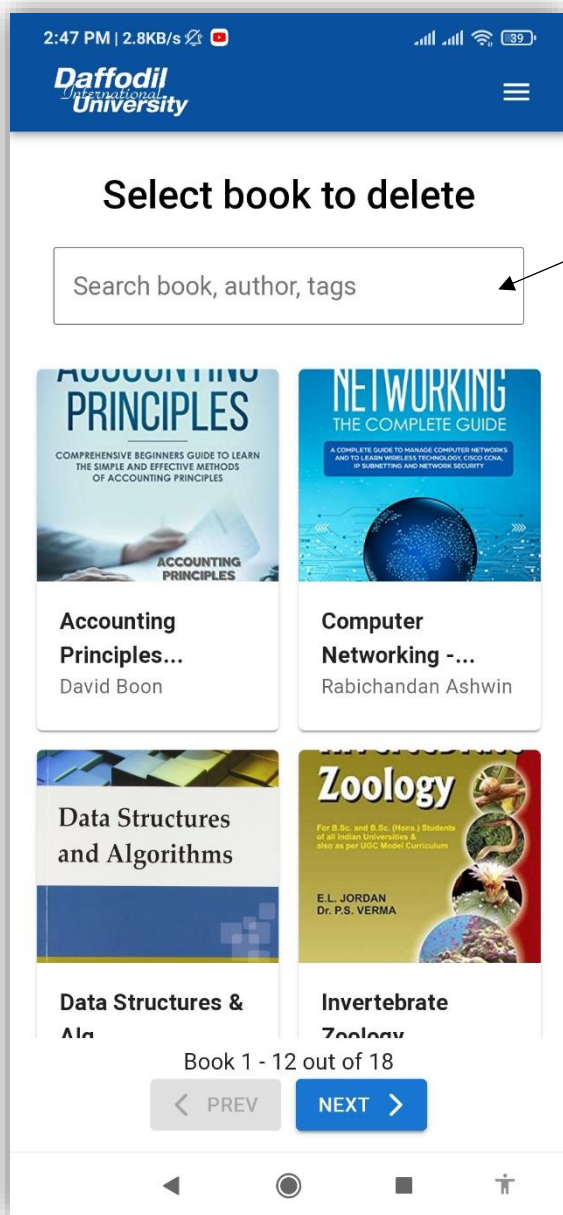 2:47 PM | 2.8KB/s
39
Daffodil
International
University
Select book to delete
Search book, author, tags
ACCOUNTING
PRINCIPLES
COMPREHENSIVE BEGINNERS GUIDE TO LEARN
THE SIMPLE AND EFFECTIVE METHODS
OF ACCOUNTING PRINCIPLES
ACCOUNTING
PRINCIPLES
NETWORKING
THE COMPLETE GUIDE
A COMPLETE GUIDE TO MANAGE COMPUTER NETWORKS
AND TO LEARN WIRELESS TECHNOLOGY, CISCO CCNA,
IP SUBNETTING AND NETWORK SECURITY
Accounting
Principles...
David Boon
Computer
Networking -...
Rabichandan Ashwin
Data Structures
and Algorithms
Zoology
For B.Sc. and B.Sc. (Hons.) Students
of all Indian Universities &
also as per UGC Model Curriculum
E.L. JORDAN
Dr. P.S. VERMA
Data Structures &
Alg
Invertebrate
Zoology
Book 1 - 12 out of 18
PREV
NEXT